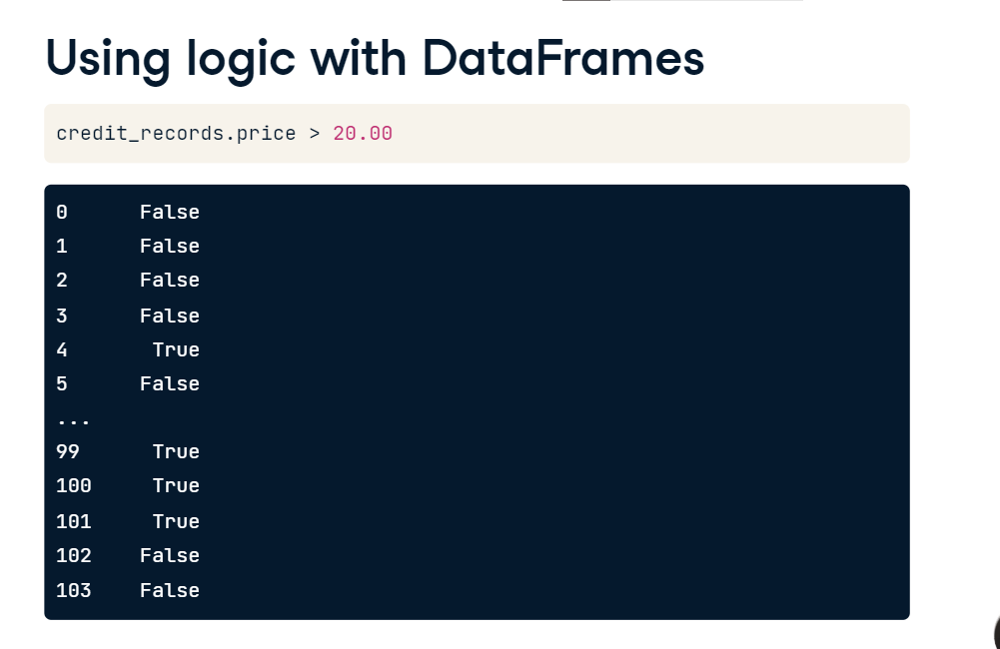 Using logic with DataFrames
credit_records.price > 20.00
0 False
1 False
2 False
3 False
4 True
5 False
...
99 True
100 True
101 True
102 False
103 False